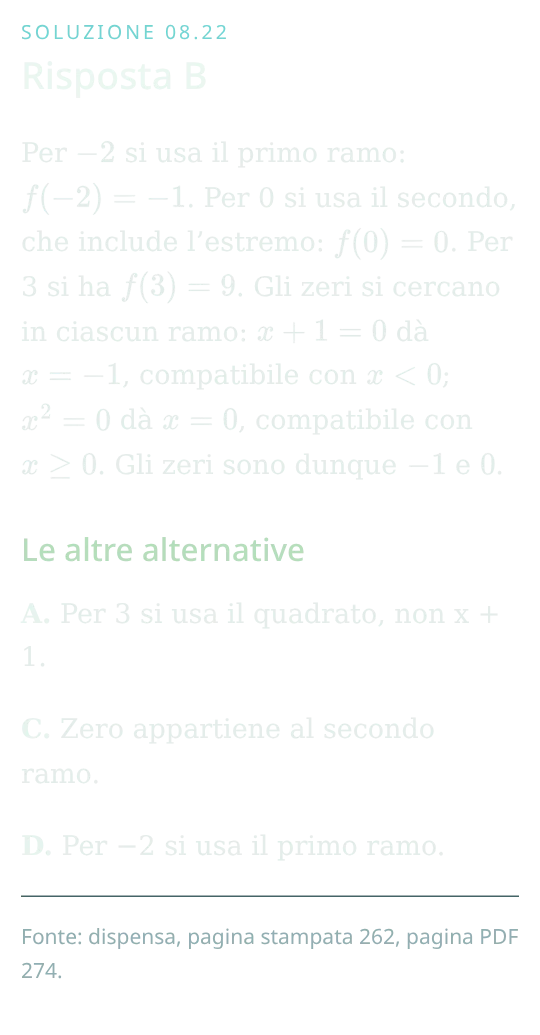 SOLUZIONE 08.22
Risposta B
Per −2 si usa il primo ramo:
f(−2) = −1. Per 0 si usa il secondo,
che include l’estremo: f(0) = 0. Per
3 si ha f(3) = 9. Gli zeri si cercano
in ciascun ramo: x + 1 = 0 dà
x = −1, compatibile con x < 0;
x² = 0 dà x = 0, compatibile con
x ≥ 0. Gli zeri sono dunque −1 e 0.
Le altre alternative
A. Per 3 si usa il quadrato, non x +
1.
C. Zero appartiene al secondo
ramo.
D. Per −2 si usa il primo ramo.
Fonte: dispensa, pagina stampata 262, pagina PDF
274.